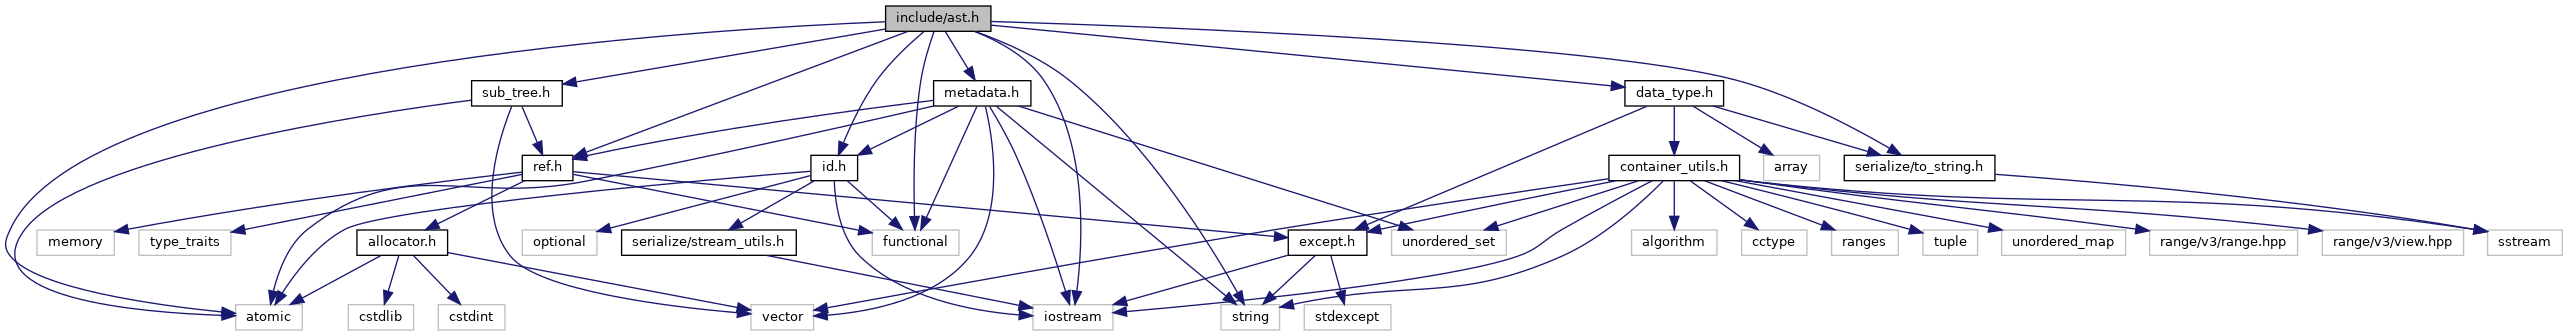 include/ast.h
sub_tree.h
metadata.h
data_type.h
ref.h
id.h
container_utils.h
array
serialize/to_string.h
memory
type_traits
allocator.h
optional
serialize/stream_utils.h
functional
except.h
unordered_set
algorithm
cctype
ranges
tuple
unordered_map
range/v3/range.hpp
range/v3/view.hpp
sstream
atomic
cstdlib
cstdint
vector
iostream
string
stdexcept